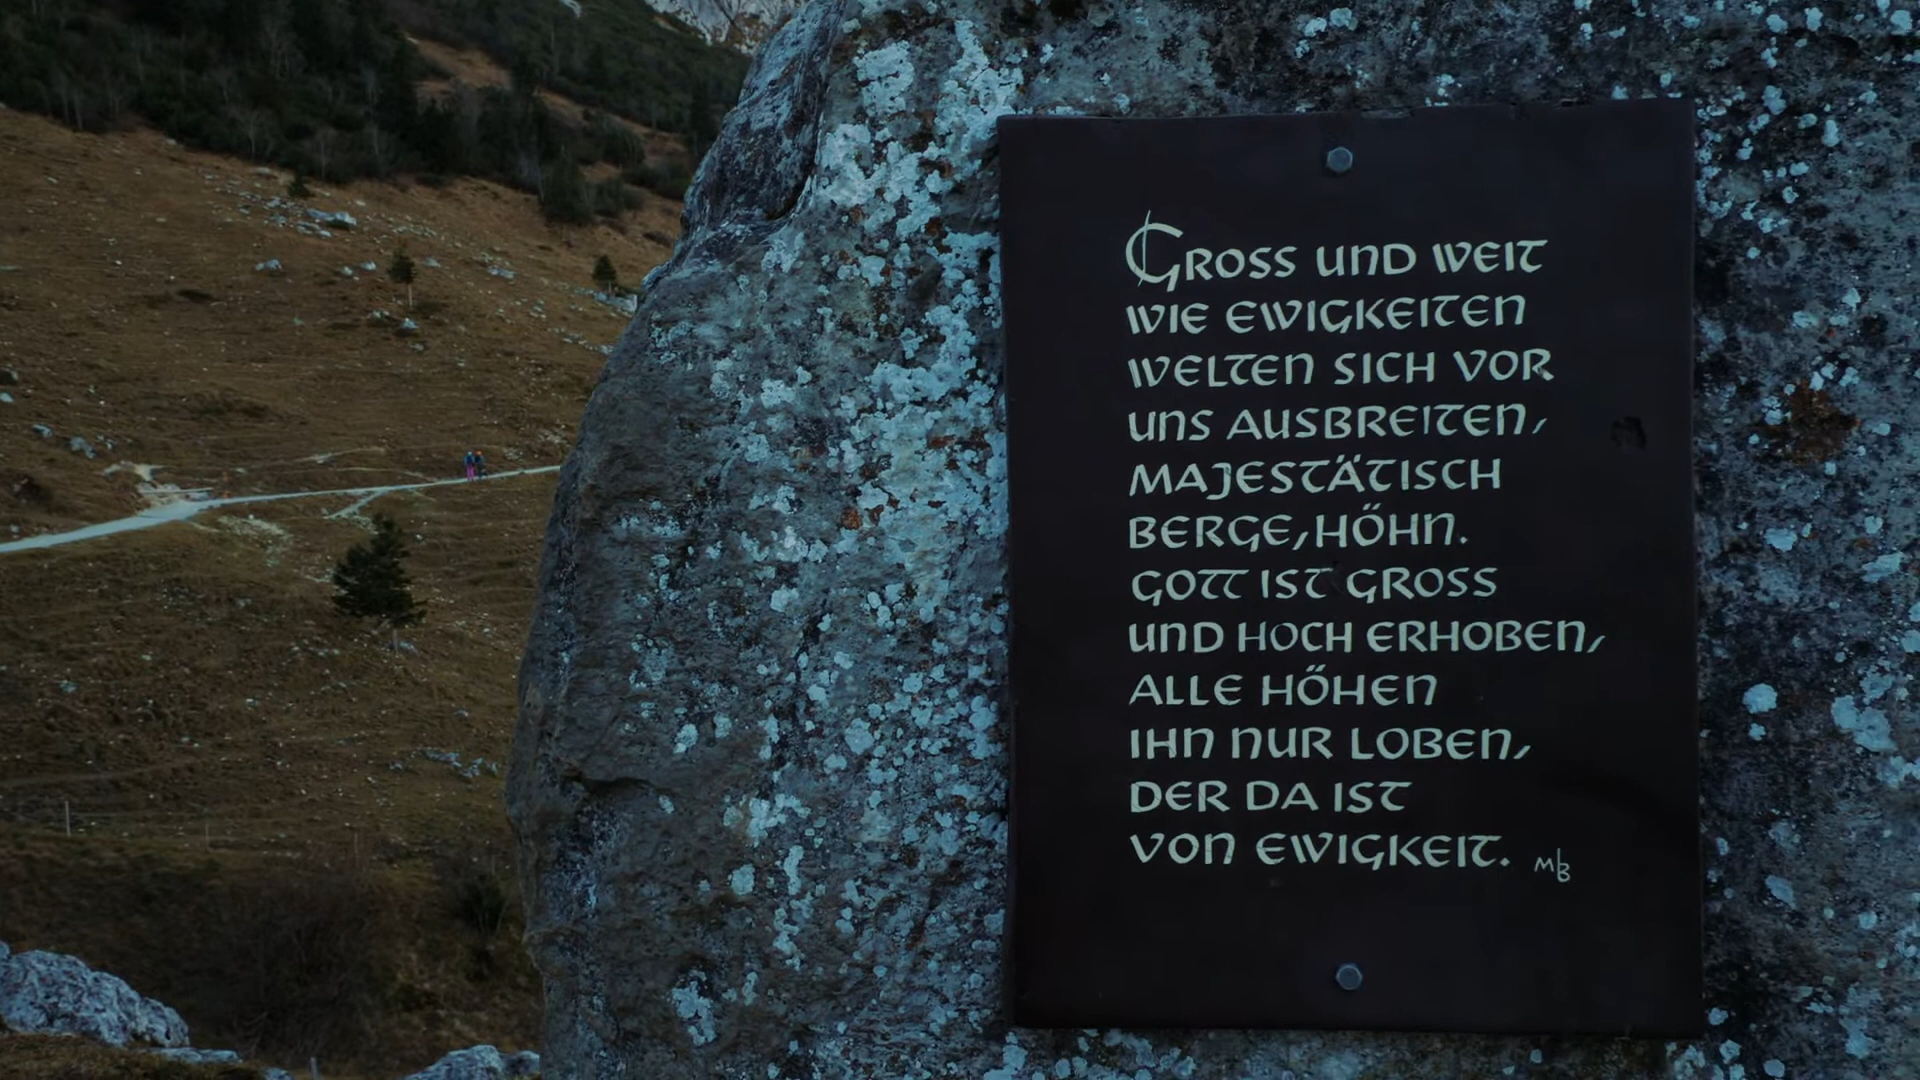 GROSS UND WEIT
WIE EWIGKEITEN
WELTEN SICH VOR
UNS AUSBREITEN,
MAJESTÄTISCH
BERGE, HÖHN.
GOTT IST GROSS
UND HOCH ERHOBEN,
ALLE HÖHEN
IHN NUR LOBEN,
DER DA IST
VON EWIGKEIT. MB